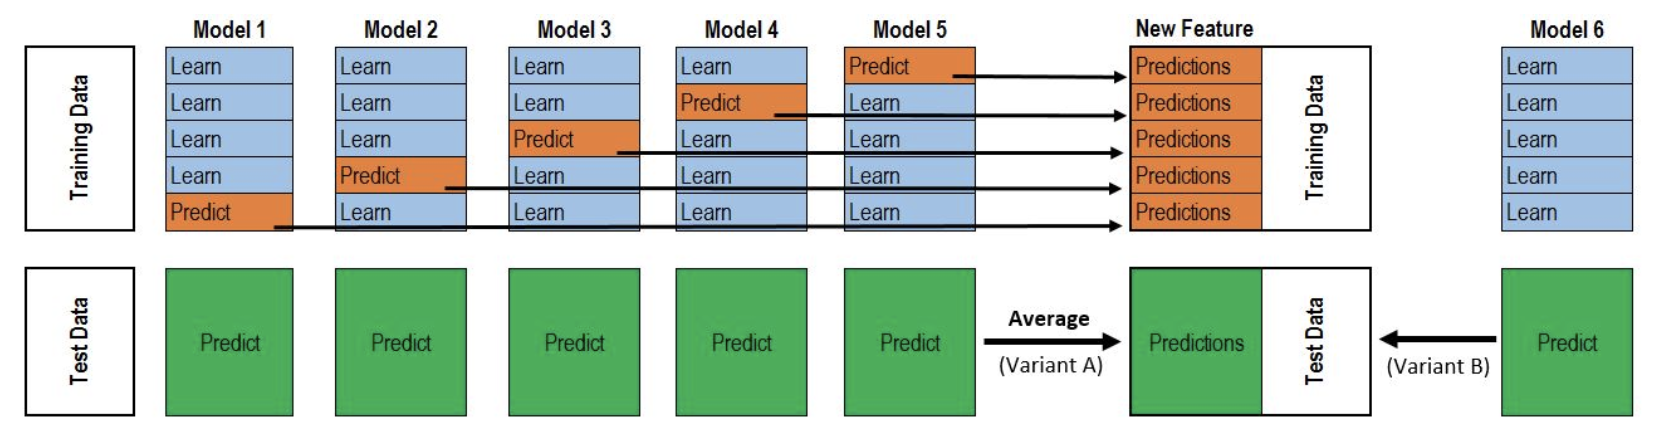 Model 1 Model 2 Model 3 Model 4 Model 5 New Feature Model 6
Training Data
Learn Learn Learn Learn Predict Predictions Learn
Learn Learn Learn Predict Learn Predictions Learn
Learn Learn Predict Learn Learn Predictions Learn
Learn Predict Learn Learn Learn Predictions Learn
Predict Learn Learn Learn Learn Predictions Learn
Training Data
Test Data
Predict Predict Predict Predict Predict
Average
(Variant A)
Predictions
Test Data
(Variant B)
Predict